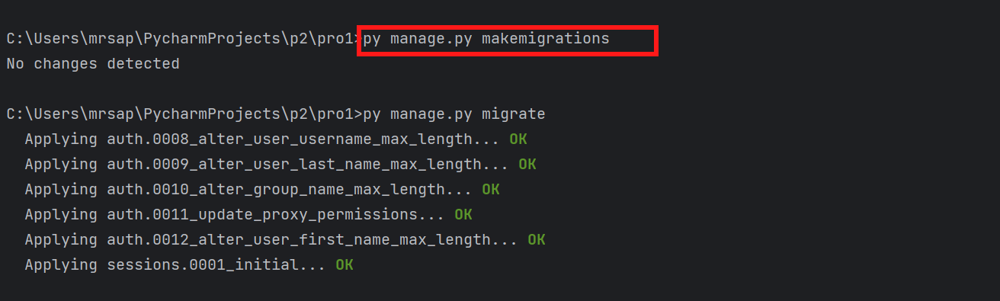 C:\Users\mrsap\PycharmProjects\p2\pro1>py manage.py makemigrations
No changes detected
C:\Users\mrsap\PycharmProjects\p2\pro1>py manage.py migrate
Applying auth.0008_alter_user_username_max_length... OK
Applying auth.0009_alter_user_last_name_max_length... OK
Applying auth.0010_alter_group_name_max_length... OK
Applying auth.0011_update_proxy_permissions... OK
Applying auth.0012_alter_user_first_name_max_length... OK
Applying sessions.0001_initial... OK